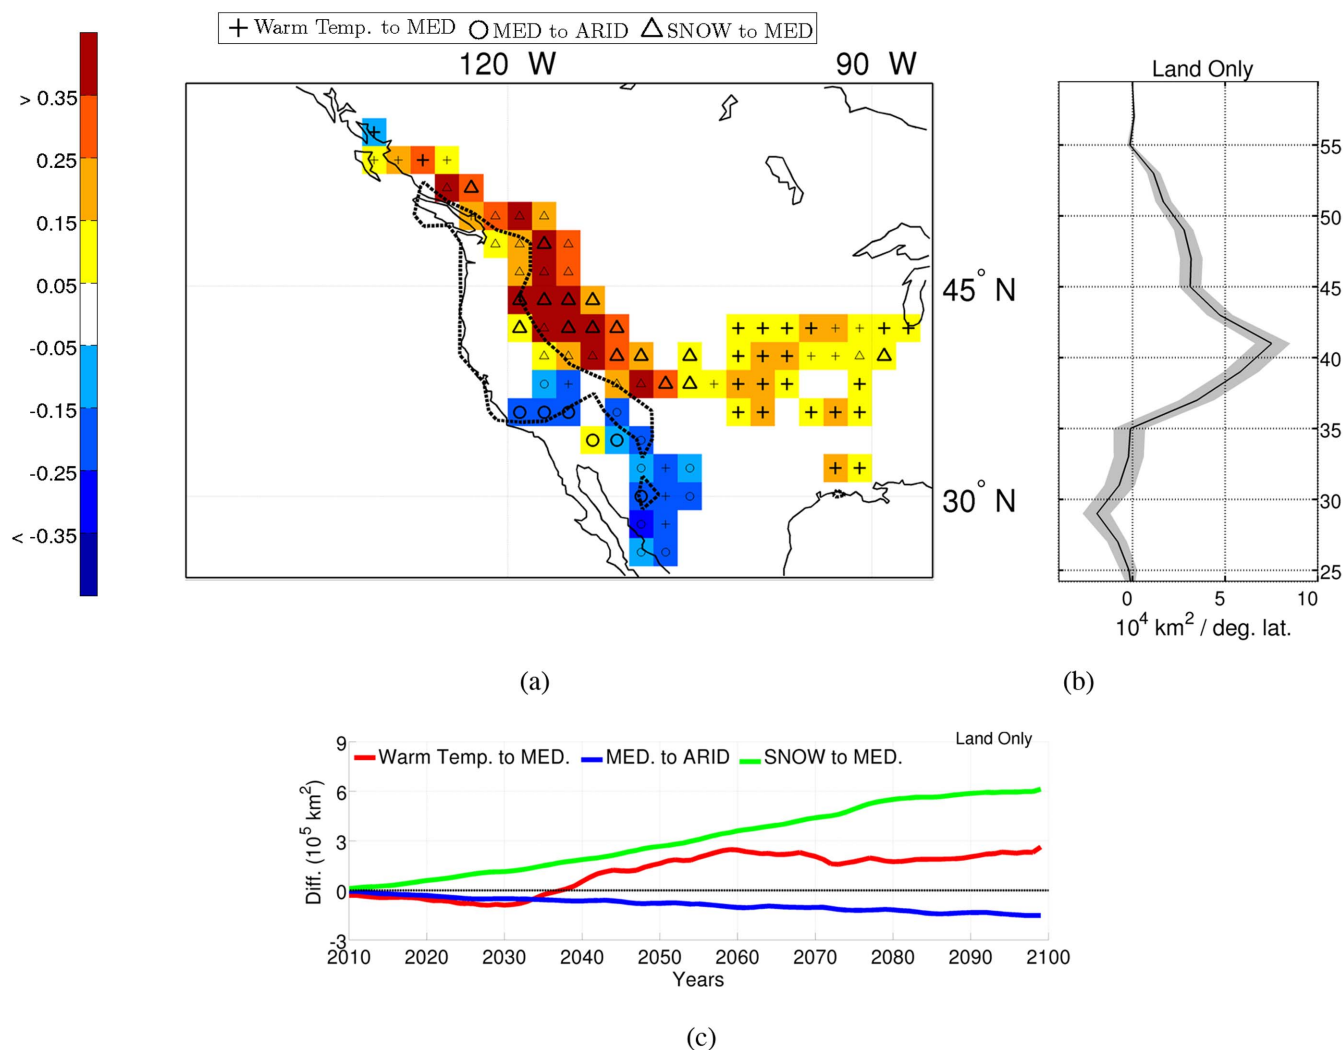 Warm Temp. to MED MED to ARID SNOW to MED
120 W 90 W
> 0.35
0.25
0.15
0.05
-0.05
-0.15
-0.25
< -0.35
45° N
30° N
(a)
Land Only
55
50
45
40
35
30
25
0 5 10
10⁴ km² / deg. lat.
(b)
Land Only
Warm Temp. to MED. MED. to ARID SNOW to MED.
Diff. (10⁵ km²)
9
6
3
0
-3
2010 2020 2030 2040 2050 2060 2070 2080 2090 2100
Years
(c)